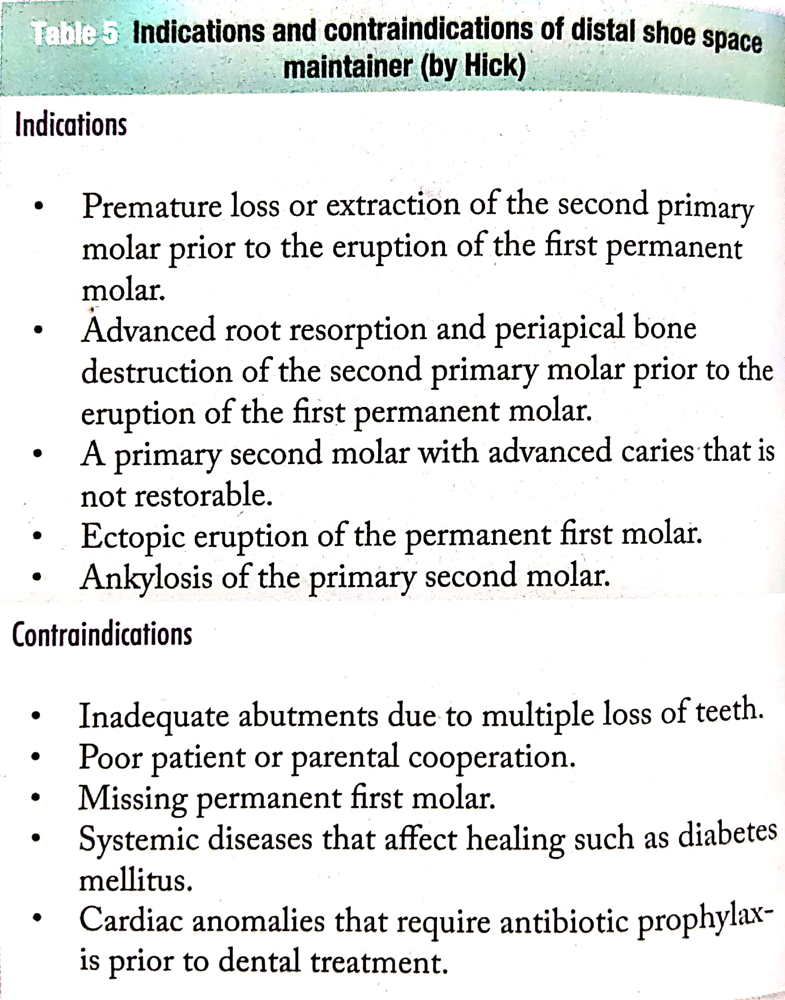 Table 5 Indications and contraindications of distal shoe space
maintainer (by Hick)
Indications
• Premature loss or extraction of the second primary
molar prior to the eruption of the first permanent
molar.
• Advanced root resorption and periapical bone
destruction of the second primary molar prior to the
eruption of the first permanent molar.
• A primary second molar with advanced caries that is
not restorable.
• Ectopic eruption of the permanent first molar.
• Ankylosis of the primary second molar.
Contraindications
• Inadequate abutments due to multiple loss of teeth.
• Poor patient or parental cooperation.
• Missing permanent first molar.
• Systemic diseases that affect healing such as diabetes
mellitus.
• Cardiac anomalies that require antibiotic prophylax-
is prior to dental treatment.